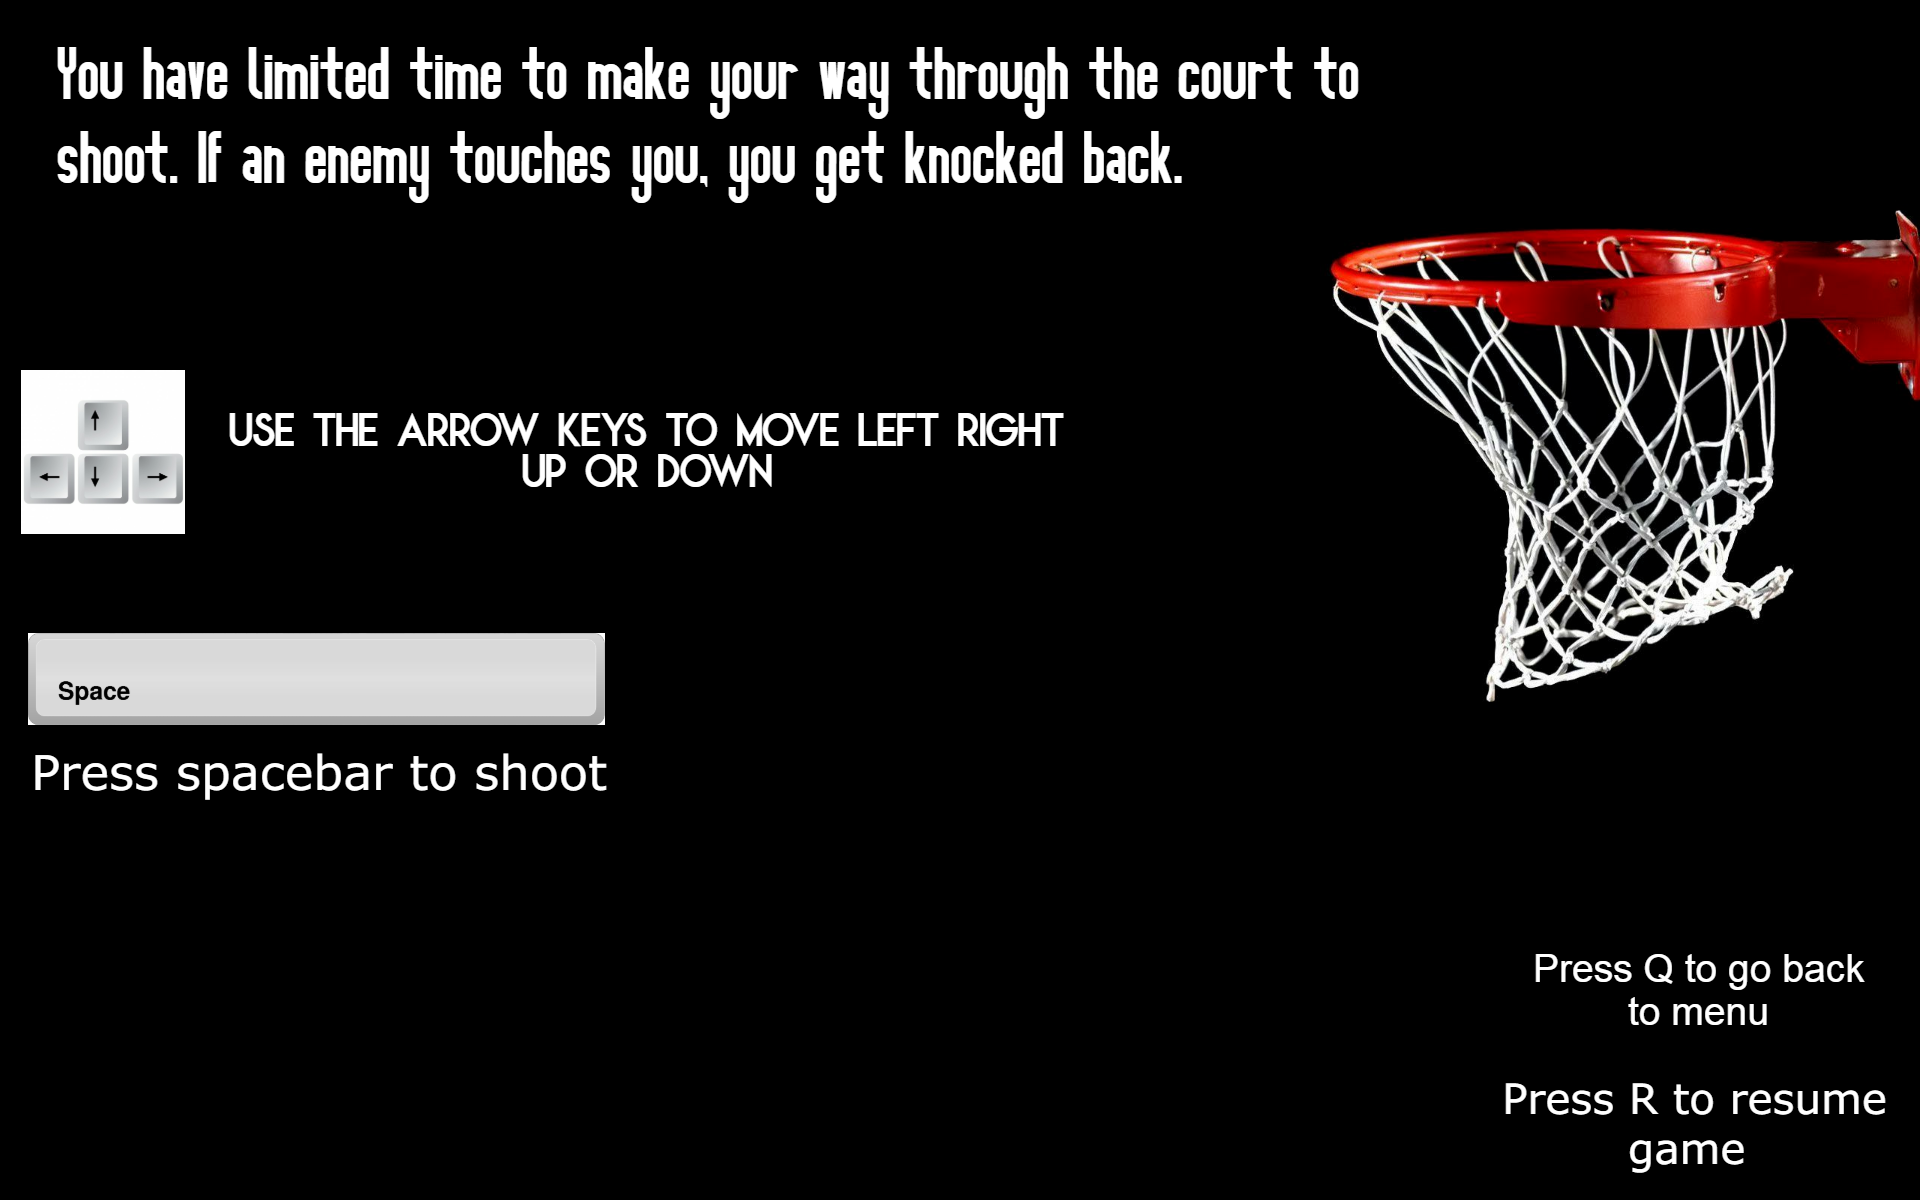 You have limited time to make your way through the court to
shoot. If an enemy touches you, you get knocked back.
USE THE ARROW KEYS TO MOVE LEFT RIGHT
UP OR DOWN
Space
Press spacebar to shoot
Press Q to go back
to menu
Press R to resume
game